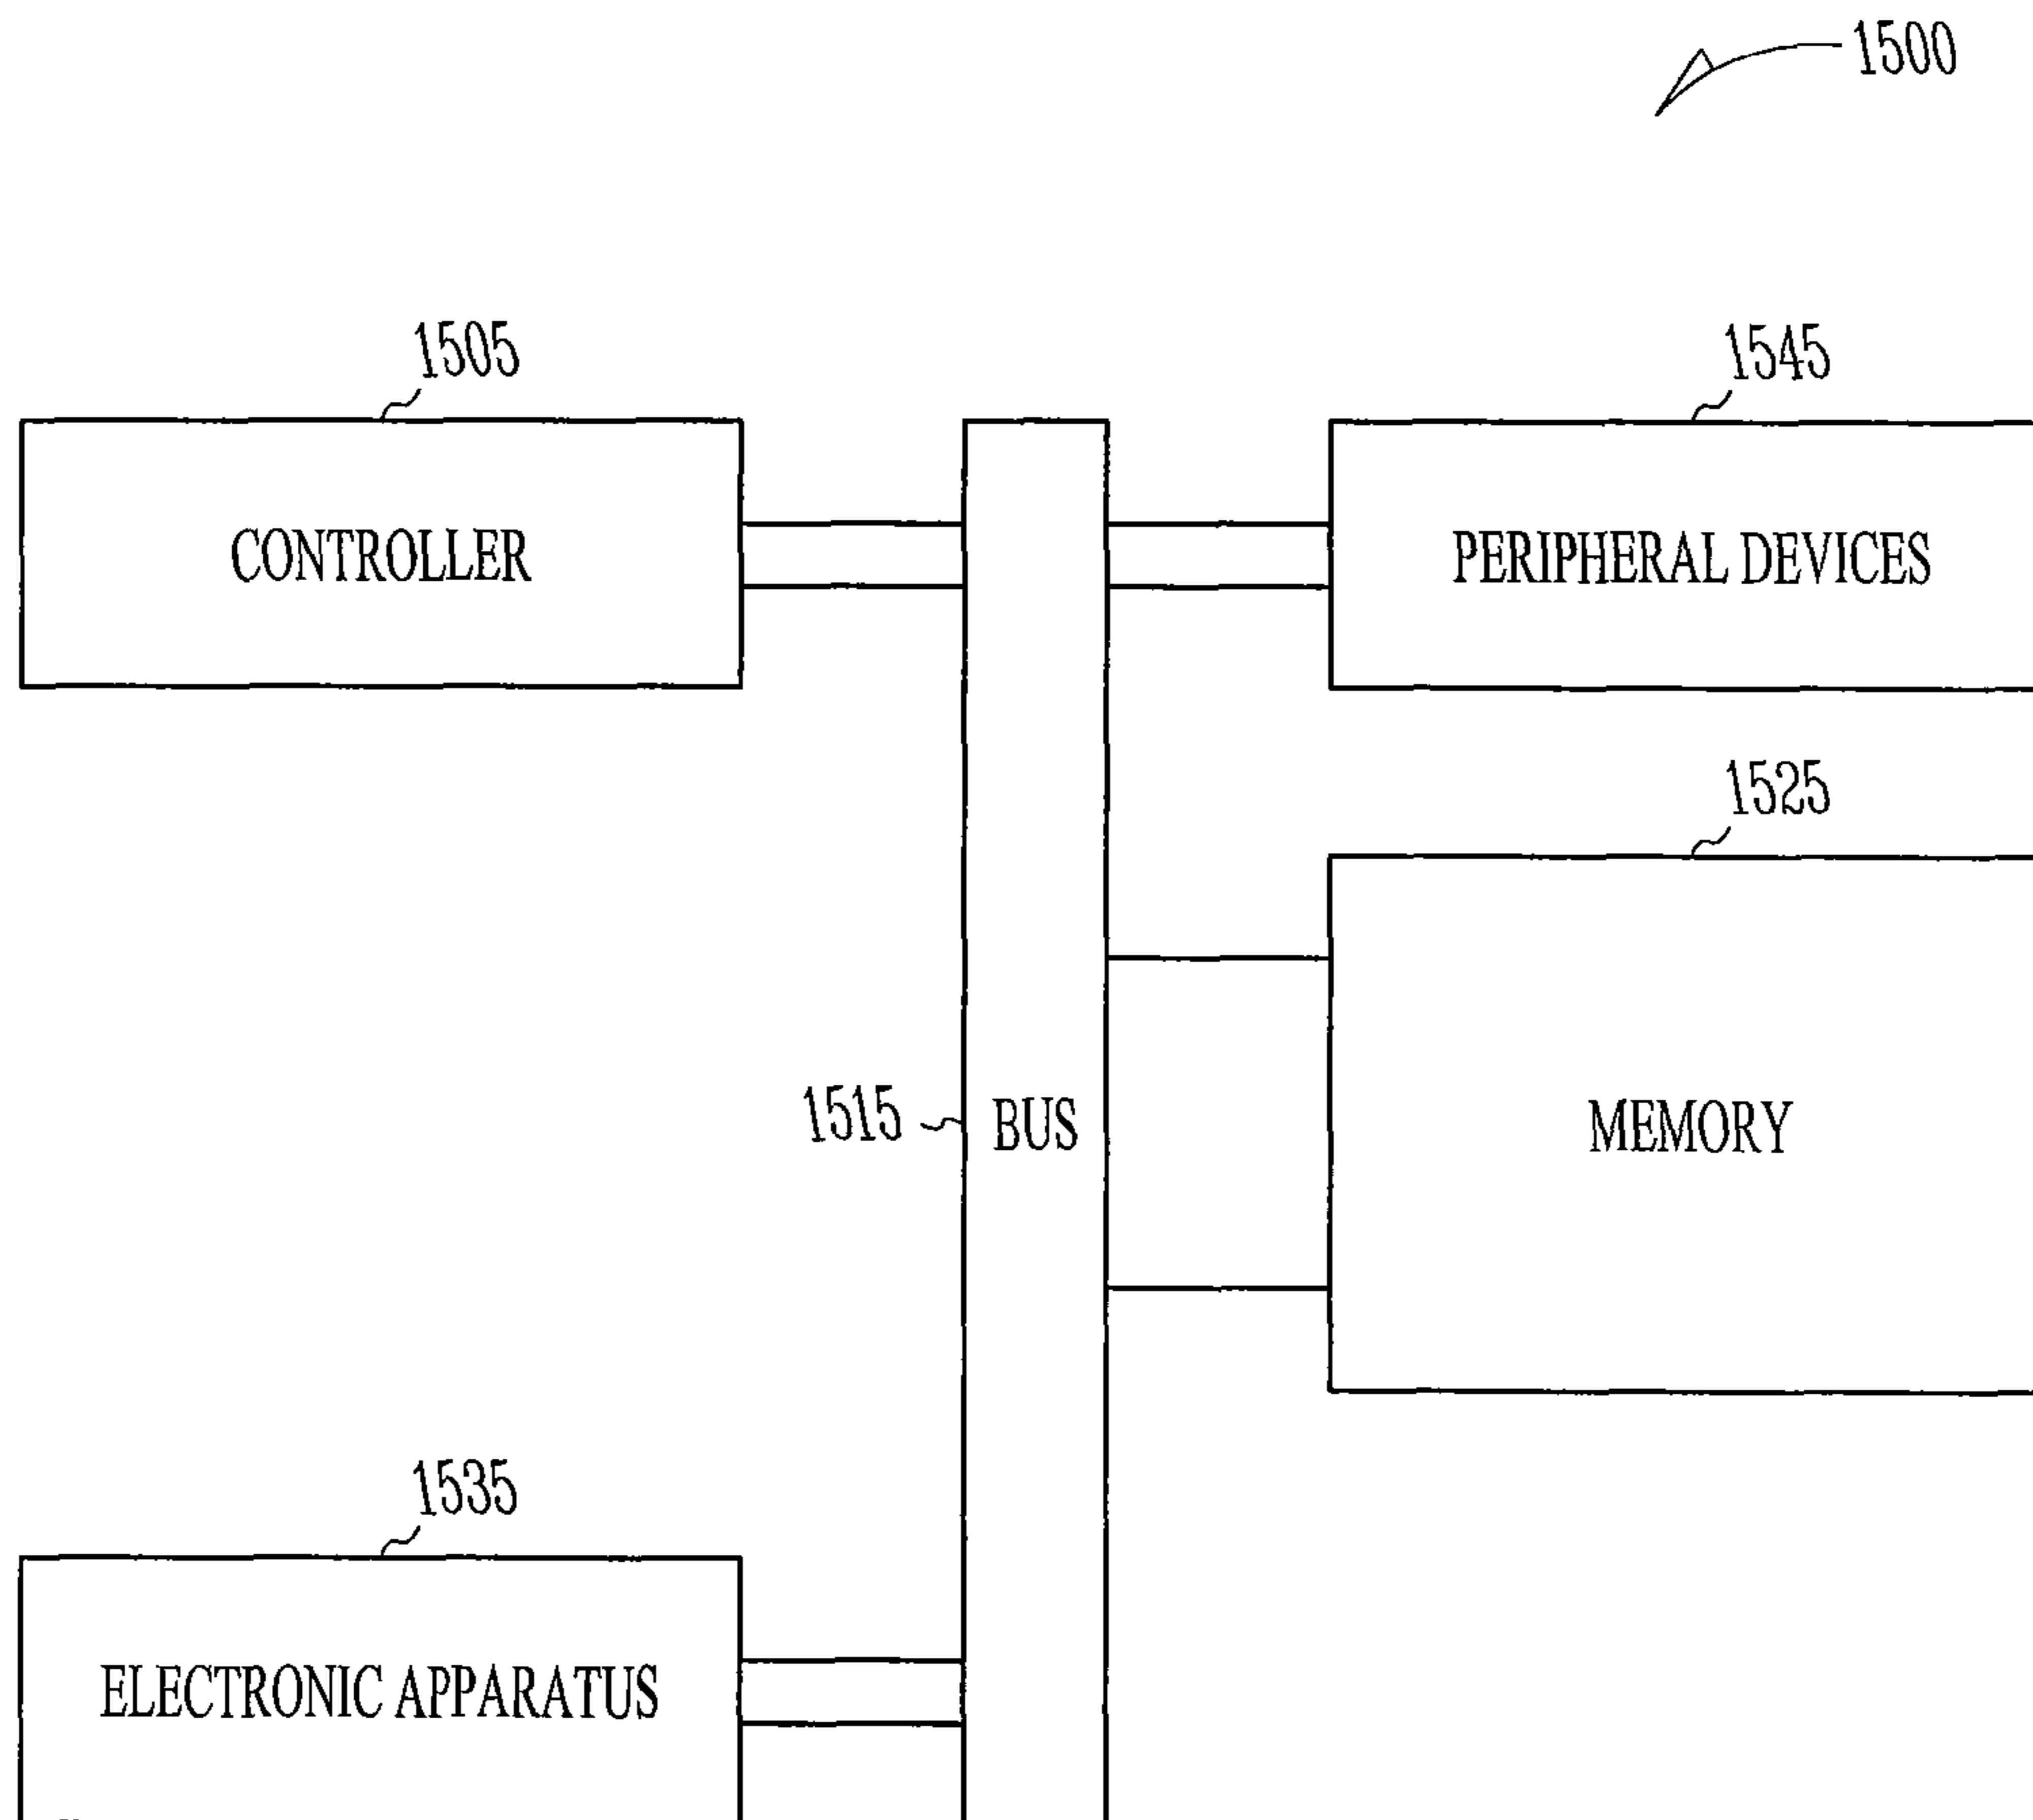 1500
1505
1545
CONTROLLER
PERIPHERAL DEVICES
1525
1515
BUS
MEMORY
1535
ELECTRONIC APPARATUS